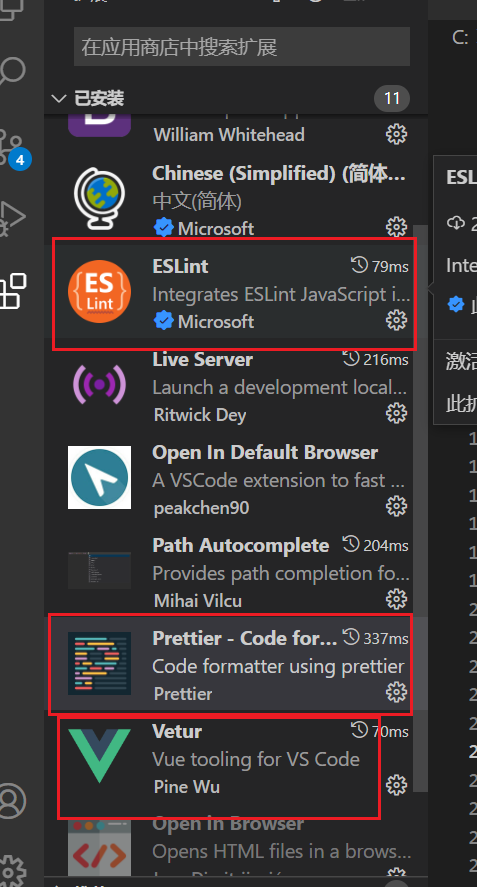 C:
在应用商店中搜索扩展
已安装
11
William Whitehead
Chinese (Simplified) (简体...
中文(简体)
Microsoft
4
ES
Lint
ESLint
79ms
Integrates ESLint JavaScript i...
Microsoft
Live Server
216ms
Launch a development local...
Ritwick Dey
Open In Default Browser
A VSCode extension to fast ...
peakchen90
Path Autocomplete
204ms
Provides path completion fo...
Mihai Vilcu
Prettier - Code for...
337ms
Code formatter using prettier
Prettier
Vetur
70ms
Vue tooling for VS Code
Pine Wu
Open in Browser
Opens HTML files in a brows...
ESL
2
Inte
此
激活
此扩